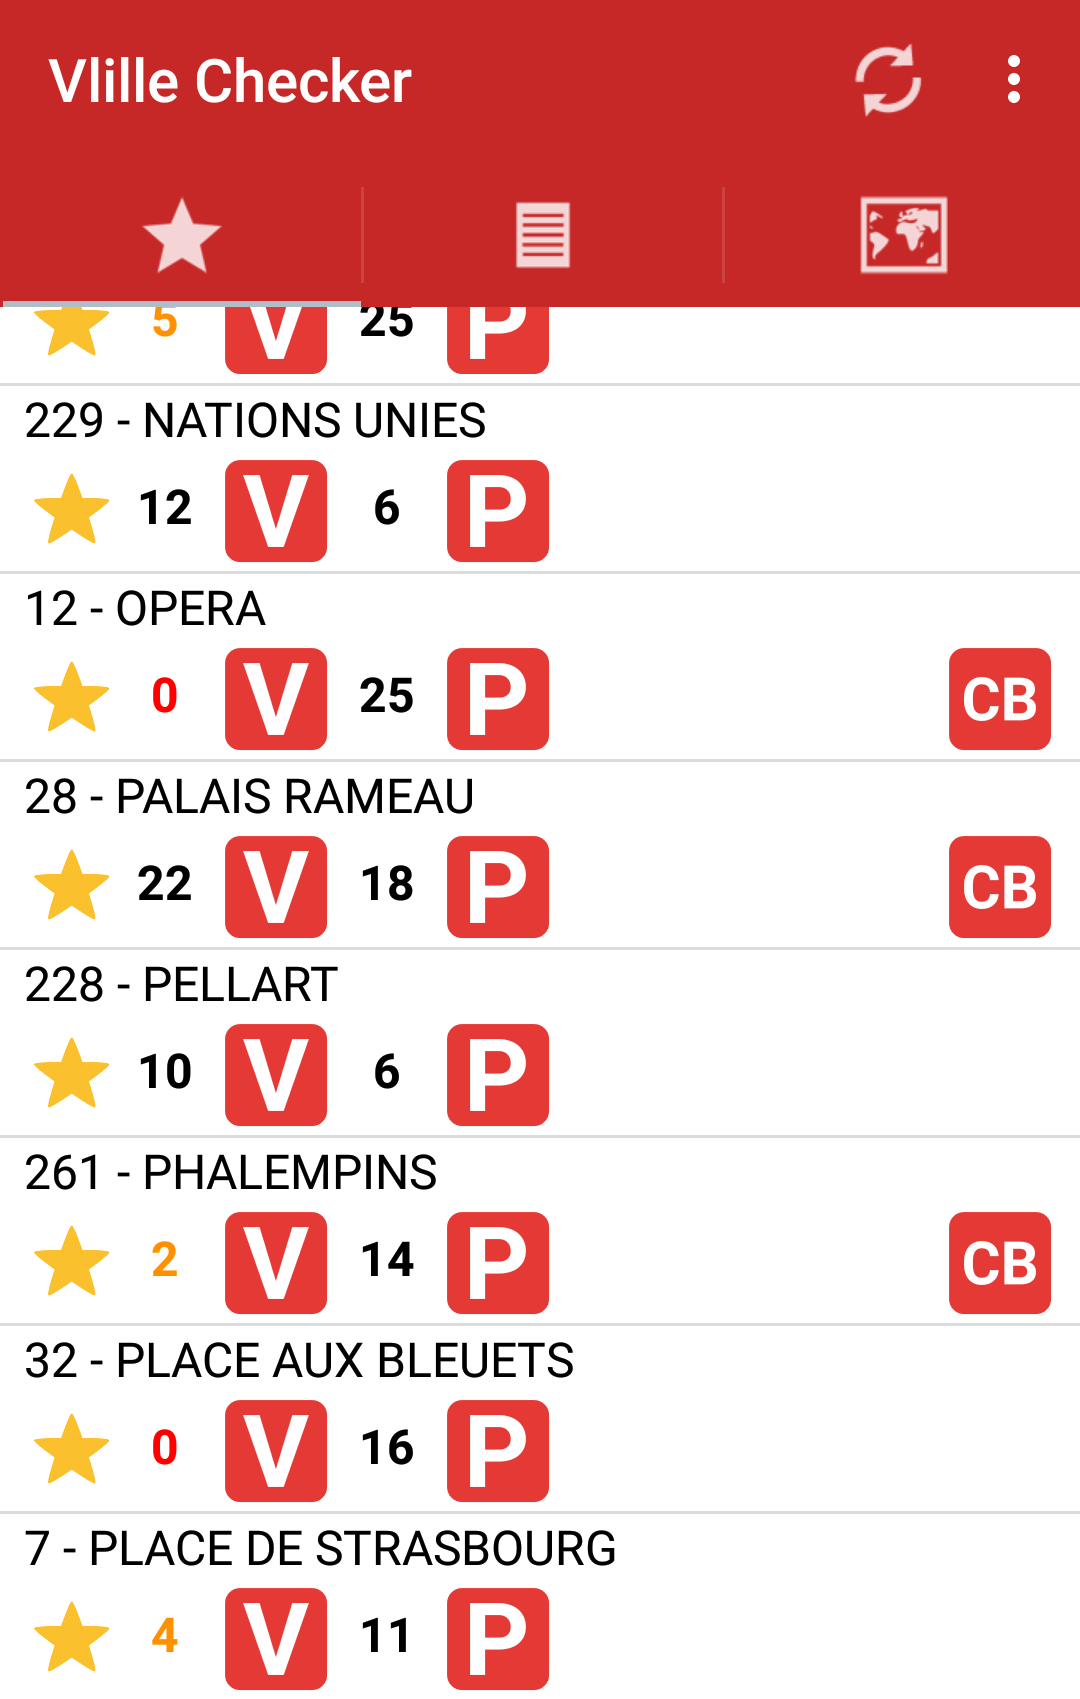 Vlille Checker
5 V 25 P
229 - NATIONS UNIES
12 V 6 P
12 - OPERA
0 V 25 P CB
28 - PALAIS RAMEAU
22 V 18 P CB
228 - PELLART
10 V 6 P
261 - PHALEMPINS
2 V 14 P CB
32 - PLACE AUX BLEUETS
0 V 16 P
7 - PLACE DE STRASBOURG
4 V 11 P